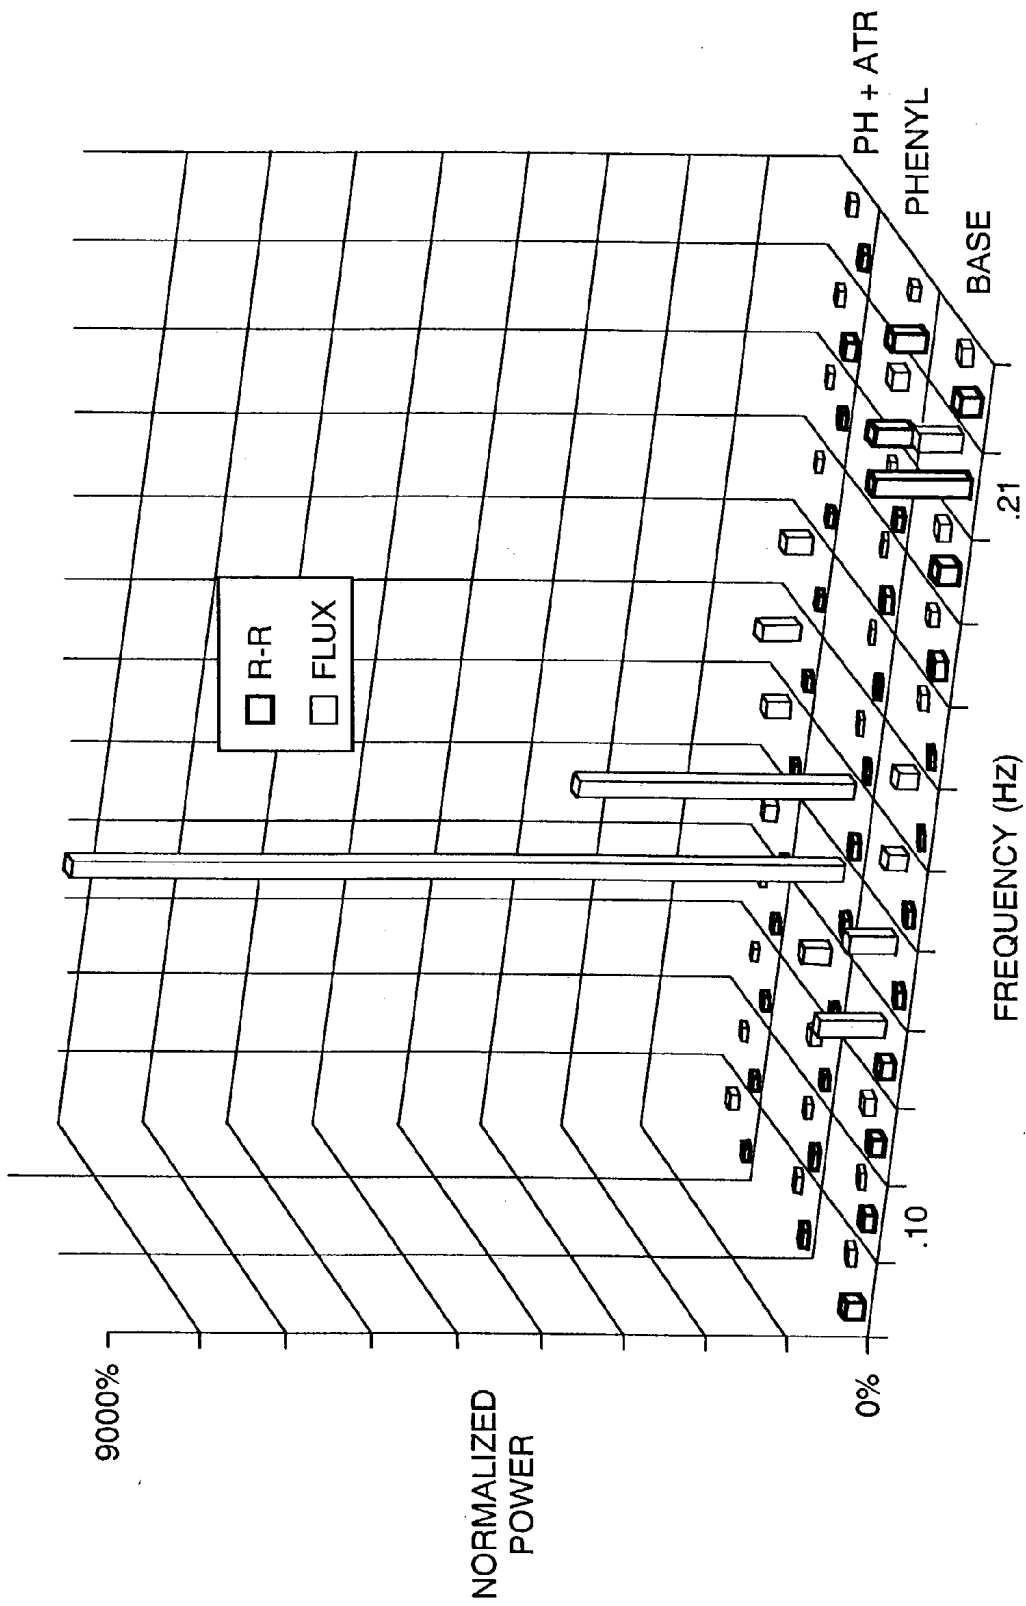 9000%
0%
NORMALIZED
POWER
R-R
FLUX
.10
.21
FREQUENCY (HZ)
PH + ATR
PHENYL
BASE